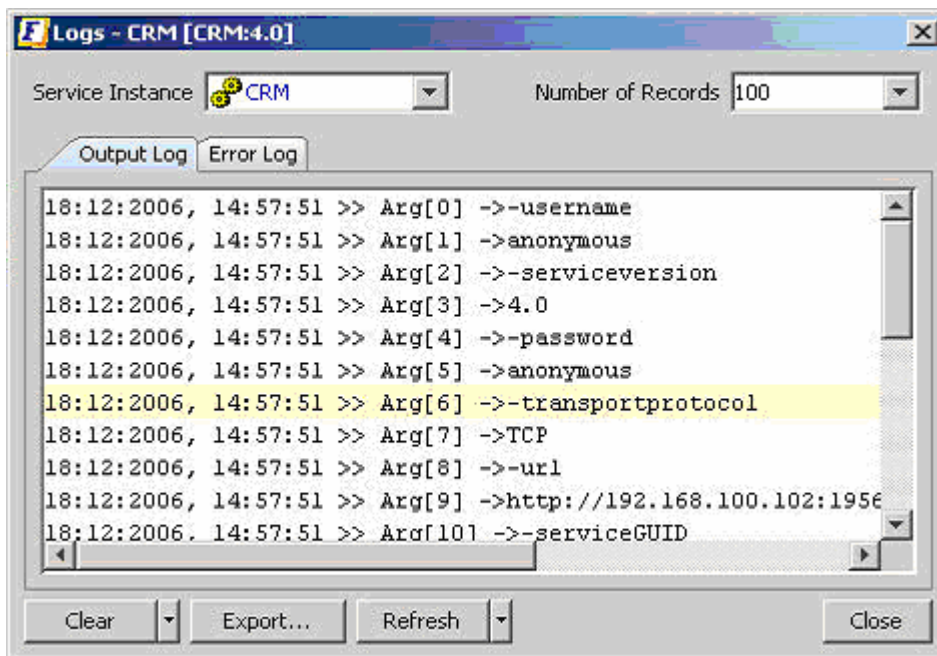 Logs - CRM [CRM:4.0]
Service Instance CRM Number of Records 100
Output Log Error Log
18:12:2006, 14:57:51 >> Arg[0] ->-username
18:12:2006, 14:57:51 >> Arg[1] ->anonymous
18:12:2006, 14:57:51 >> Arg[2] ->-serviceversion
18:12:2006, 14:57:51 >> Arg[3] ->4.0
18:12:2006, 14:57:51 >> Arg[4] ->-password
18:12:2006, 14:57:51 >> Arg[5] ->anonymous
18:12:2006, 14:57:51 >> Arg[6] ->-transportprotocol
18:12:2006, 14:57:51 >> Arg[7] ->TCP
18:12:2006, 14:57:51 >> Arg[8] ->-url
18:12:2006, 14:57:51 >> Arg[9] ->http://192.168.100.102:1956
18:12:2006, 14:57:51 >> Arg[10] ->-serviceGUID
Clear Export... Refresh Close